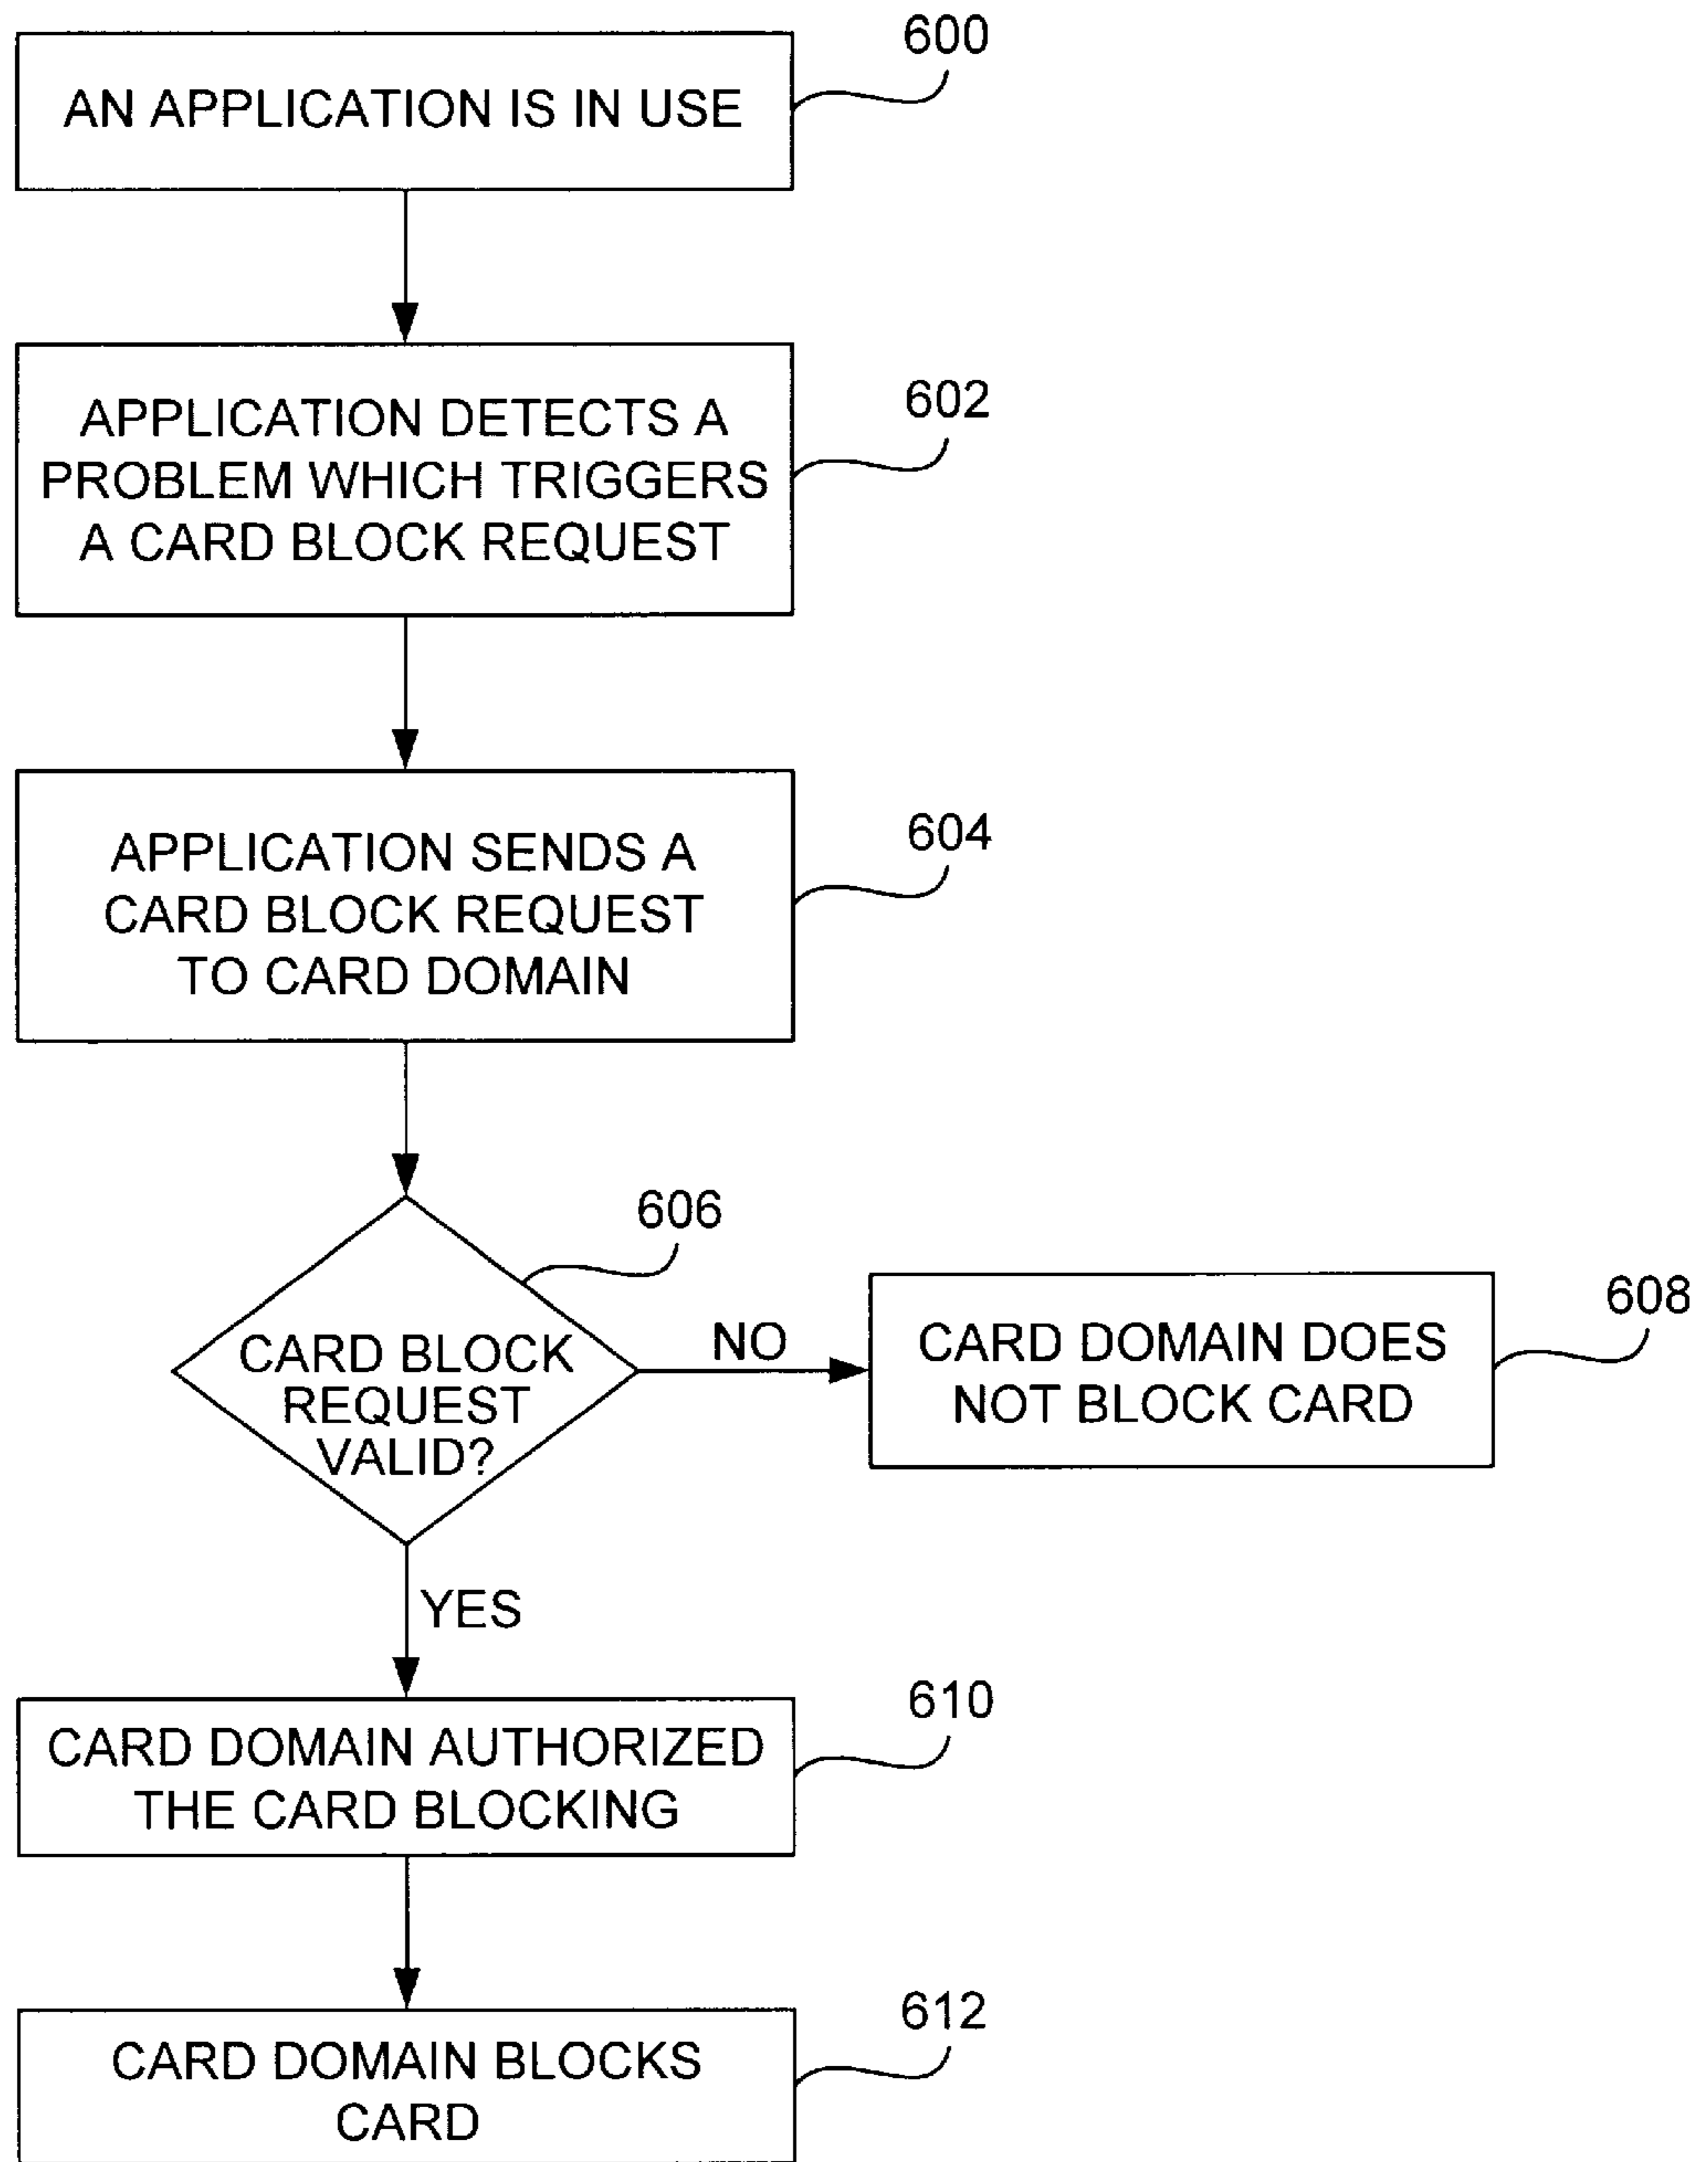 600
AN APPLICATION IS IN USE
602
APPLICATION DETECTS A
PROBLEM WHICH TRIGGERS
A CARD BLOCK REQUEST
604
APPLICATION SENDS A
CARD BLOCK REQUEST
TO CARD DOMAIN
606
CARD BLOCK
REQUEST
VALID?
NO
608
CARD DOMAIN DOES
NOT BLOCK CARD
YES
610
CARD DOMAIN AUTHORIZED
THE CARD BLOCKING
612
CARD DOMAIN BLOCKS
CARD